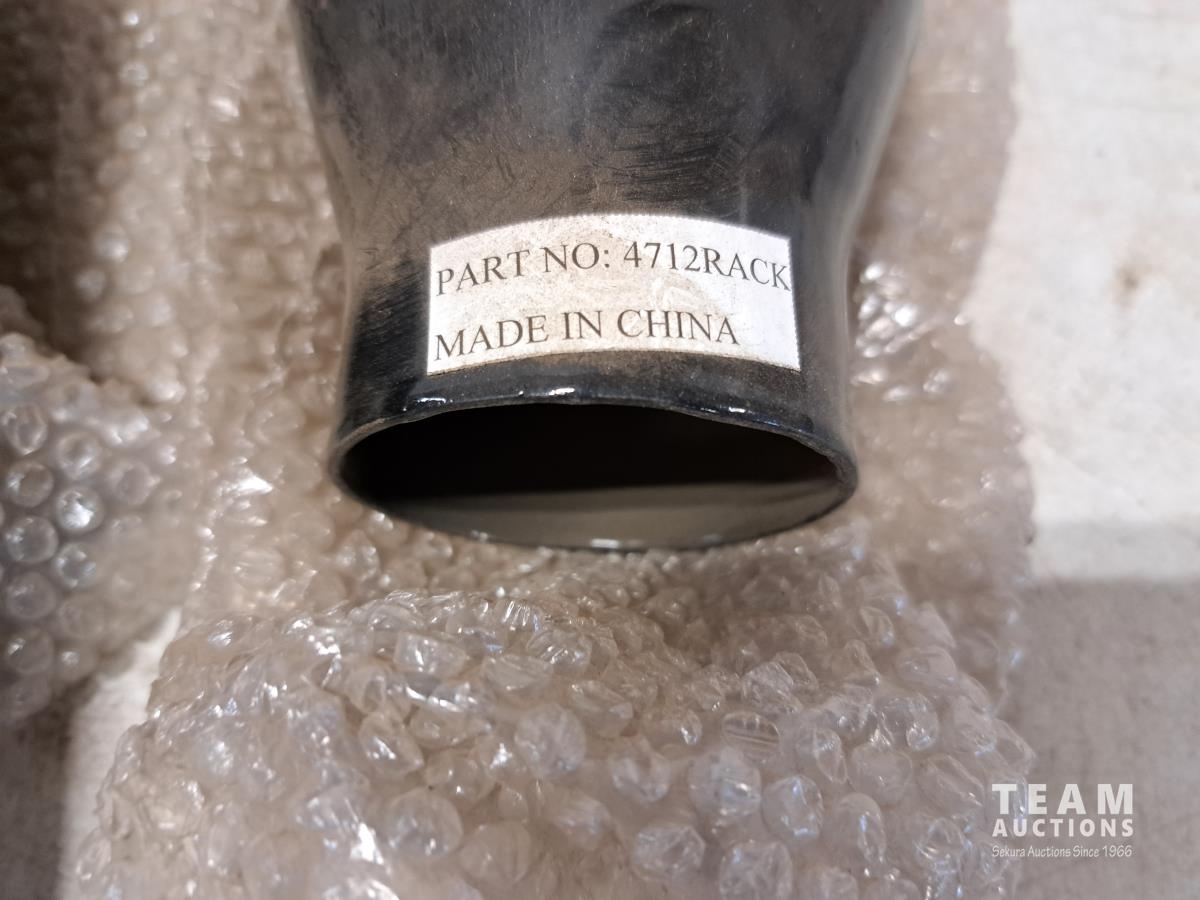 PART NO: 4712RACK
MADE IN CHINA
TEAM
AUCTIONS
Sekura Auctions Since 1966